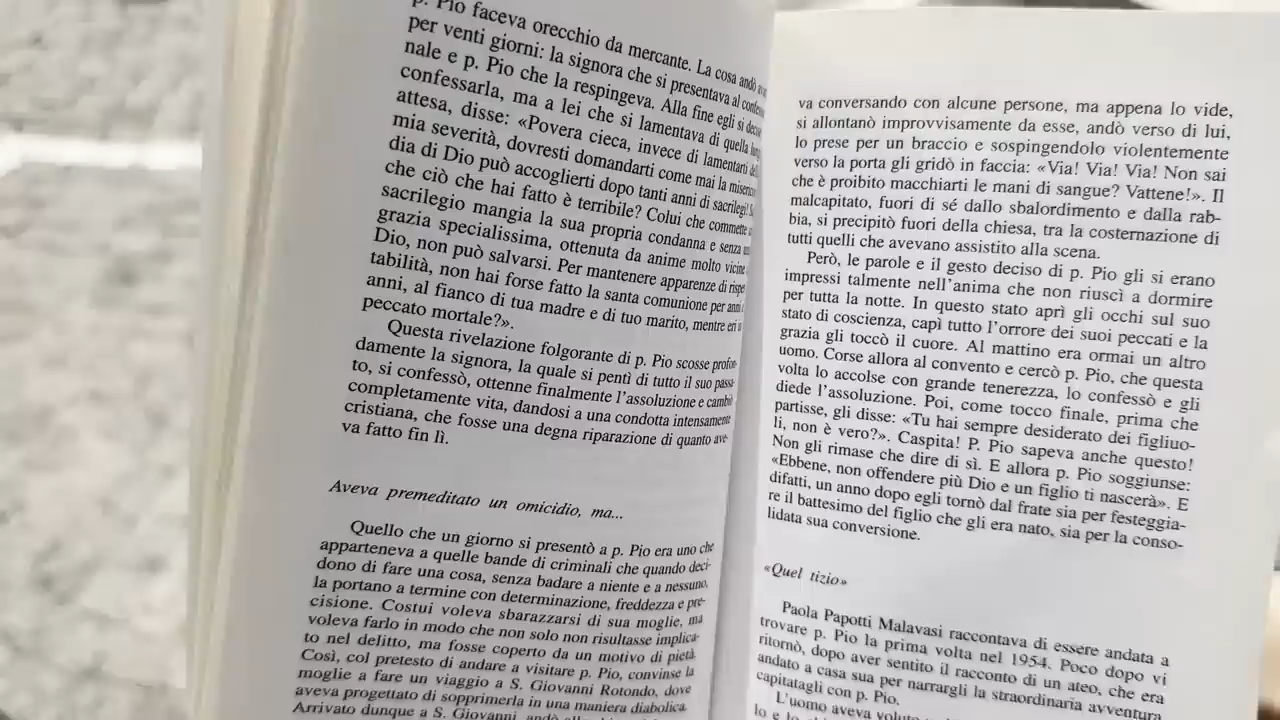 p. Pio faceva orecchio da mercante. La cosa andò
per venti giorni: la signora che si presentava al
nale e p. Pio che la respingeva. Alla fine egli si
confessarla, ma a lei che si lamentava di quella
attesa, disse: «Povera cieca, invece di lamentarti
mia severità, dovresti domandarti come mai la
dia di Dio può accoglierti dopo tanti anni di sacrilegi!
che ciò che hai fatto è terribile? Colui che commette
sacrilegio mangia la sua propria condanna e senza
grazia specialissima, ottenuta da anime molto vicine
Dio, non può salvarsi. Per mantenere apparenze di
tabilità, non hai forse fatto la santa comunione per anni
anni, al fianco di tua madre e di tuo marito, mentre eri
peccato mortale?».
Questa rivelazione folgorante di p. Pio scosse profon-
damente la signora, la quale si pentì di tutto il suo
to, si confessò, ottenne finalmente l'assoluzione e cambiò
completamente vita, dandosi a una condotta intensamente
cristiana, che fosse una degna riparazione di quanto ave-
va fatto fin lì.
Aveva premeditato un omicidio, ma...
Quello che un giorno si presentò a p. Pio era uno che
apparteneva a quelle bande di criminali che quando deci-
dono di fare una cosa, senza badare a niente e a nessuno,
la portano a termine con determinazione, freddezza e pre-
cisione. Costui voleva sbarazzarsi di sua moglie, ma
voleva farlo in modo che non solo non risultasse implica-
to nel delitto, ma fosse coperto da un motivo di pietà.
Così, col pretesto di andare a visitare p. Pio, convinse la
moglie a fare un viaggio a S. Giovanni Rotondo, dove
aveva progettato di sopprimerla in una maniera diabolica.
Arrivato dunque a S. Giovanni, andò
va conversando con alcune persone, ma appena lo vide,
si allontanò improvvisamente da esse, andò verso di lui,
lo prese per un braccio e sospingendolo violentemente
verso la porta gli gridò in faccia: «Via! Via! Via! Non sai
che è proibito macchiarti le mani di sangue? Vattene!». Il
malcapitato, fuori di sé dallo sbalordimento e dalla rab-
bia, si precipitò fuori della chiesa, tra la costernazione di
tutti quelli che avevano assistito alla scena.
Però, le parole e il gesto deciso di p. Pio gli si erano
impressi talmente nell'anima che non riuscì a dormire
per tutta la notte. In questo stato aprì gli occhi sul suo
stato di coscienza, capì tutto l'orrore dei suoi peccati e la
grazia gli toccò il cuore. Al mattino era ormai un altro
uomo. Corse allora al convento e cercò p. Pio, che questa
volta lo accolse con grande tenerezza, lo confessò e gli
diede l'assoluzione. Poi, come tocco finale, prima che
partisse, gli disse: «Tu hai sempre desiderato dei figliuo-
li, non è vero?». Caspita! P. Pio sapeva anche questo!
Non gli rimase che dire di sì. E allora p. Pio soggiunse:
«Ebbene, non offendere più Dio e un figlio ti nascerà». E
difatti, un anno dopo egli tornò dal frate sia per festeggia-
re il battesimo del figlio che gli era nato, sia per la conso-
lidata sua conversione.
«Quel tizio»
Paola Papotti Malavasi raccontava di essere andata a
trovare p. Pio la prima volta nel 1954. Poco dopo vi
ritornò, dopo aver sentito il racconto di un ateo, che era
andato a casa sua per narrargli la straordinaria avventura
capitatagli con p. Pio.
L'uomo aveva